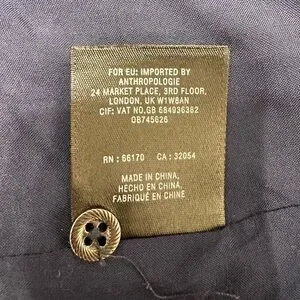 FOR EU: IMPORTED BY
ANTHROPOLOGIE
24 MARKET PLACE, 3RD FLOOR,
LONDON, UK W1W8AN
CIF: VAT NO.GB 684936382
OB745626
RN : 66170 CA : 32054
MADE IN CHINA,
HECHO EN CHINA,
FABRIQUÉ EN CHINE